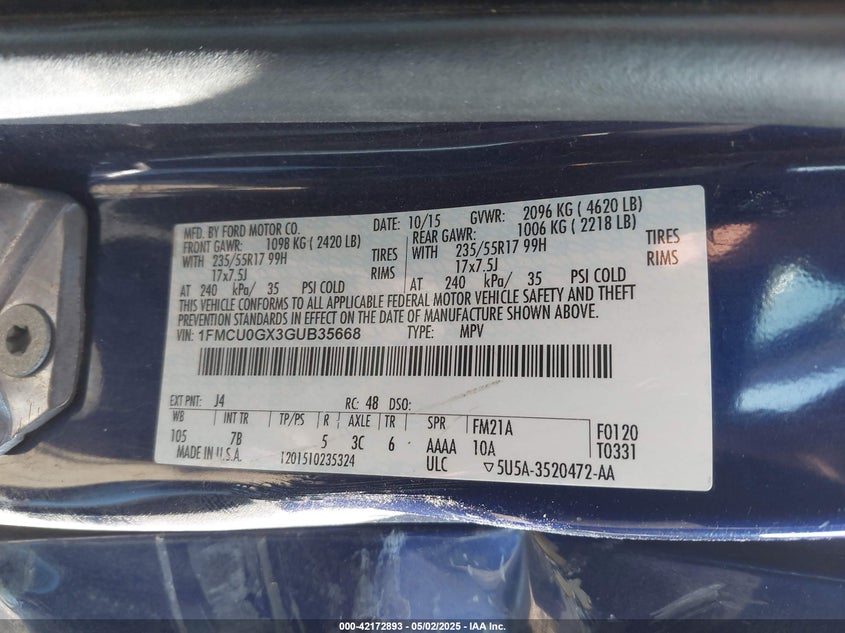 MFD. BY FORD MOTOR CO. DATE: 10/15 GVWR: 2096 KG ( 4620 LB)
FRONT GAWR: 1098 KG ( 2420 LB) REAR GAWR: 1006 KG ( 2218 LB)
WITH 235/55R17 99H TIRES WITH 235/55R17 99H TIRES
17x7.5J RIMS 17x7.5J RIMS
AT 240 kPa/ 35 PSI COLD AT 240 kPa/ 35 PSI COLD
THIS VEHICLE CONFORMS TO ALL APPLICABLE FEDERAL MOTOR VEHICLE SAFETY AND THEFT
PREVENTION STANDARDS IN EFFECT ON THE DATE OF MANUFACTURE SHOWN ABOVE.
VIN: 1FMCU0GX3GUB35668 TYPE: MPV
EXT PNT: J4 RC: 48 DSO:
WB INT TR TP/PS R AXLE TR SPR FM21A F0120
105 7B 5 3C 6 AAAA 10A T0331
MADE IN U.S.A. 1201510235324 ULC ▽5U5A-3520472-AA
000-42172893 / 05/02/2025 - IAA Inc.